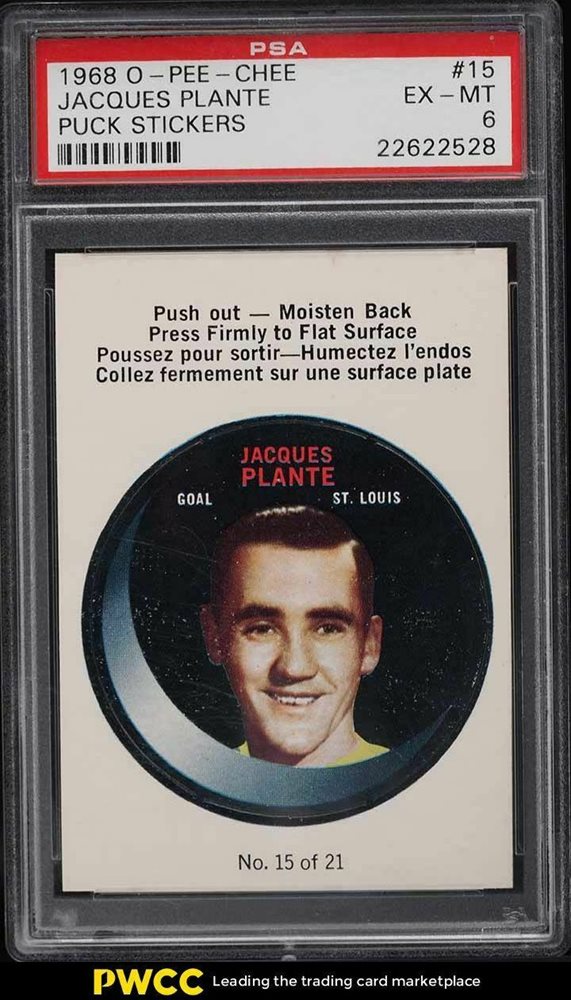 PSA
1968 O-PEE-CHEE #15
JACQUES PLANTE EX-MT
PUCK STICKERS 6
22622528
Push out — Moisten Back
Press Firmly to Flat Surface
Poussez pour sortir—Humectez l'endos
Collez fermement sur une surface plate
JACQUES
PLANTE
GOAL ST. LOUIS
No. 15 of 21
PWCC Leading the trading card marketplace